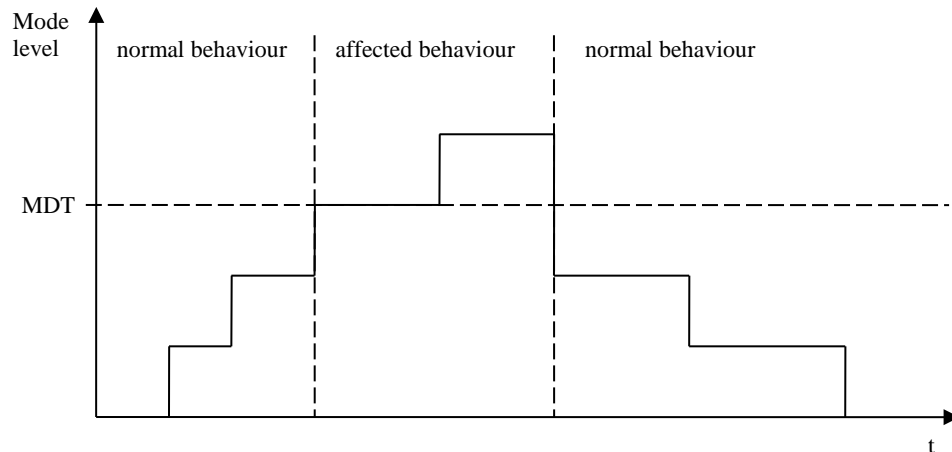 Mode
level
normal behaviour
affected behaviour
normal behaviour
MDT
t